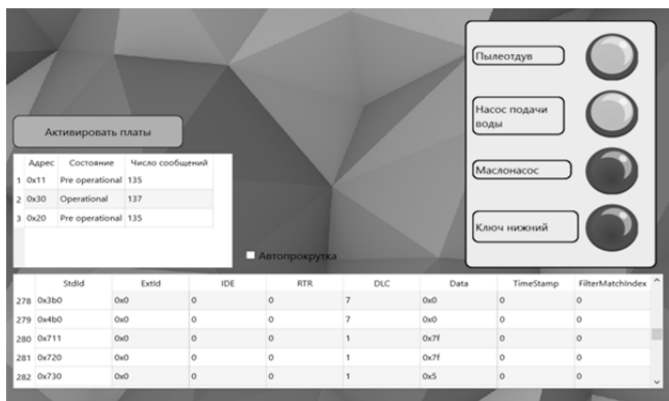 Пылеотдув
Насос подачи
воды
Активировать платы
Маслонасос
Ключ нижний
Адрес Состояние Число сообщений
1 0x11 Pre operational 135
2 0x30 Operational 137
3 0x20 Pre operational 135
Автопрокрутка
StdId ExtId IDE RTR DLC Data TimeStamp FilterMatchIndex
278 0x3b0 0x0 0 0 7 0x0 0 0
279 0x4b0 0x0 0 0 7 0x0 0 0
280 0x711 0x0 0 0 1 0x7f 0 0
281 0x720 0x0 0 0 1 0x7f 0 0
282 0x730 0x0 0 0 1 0x5 0 0